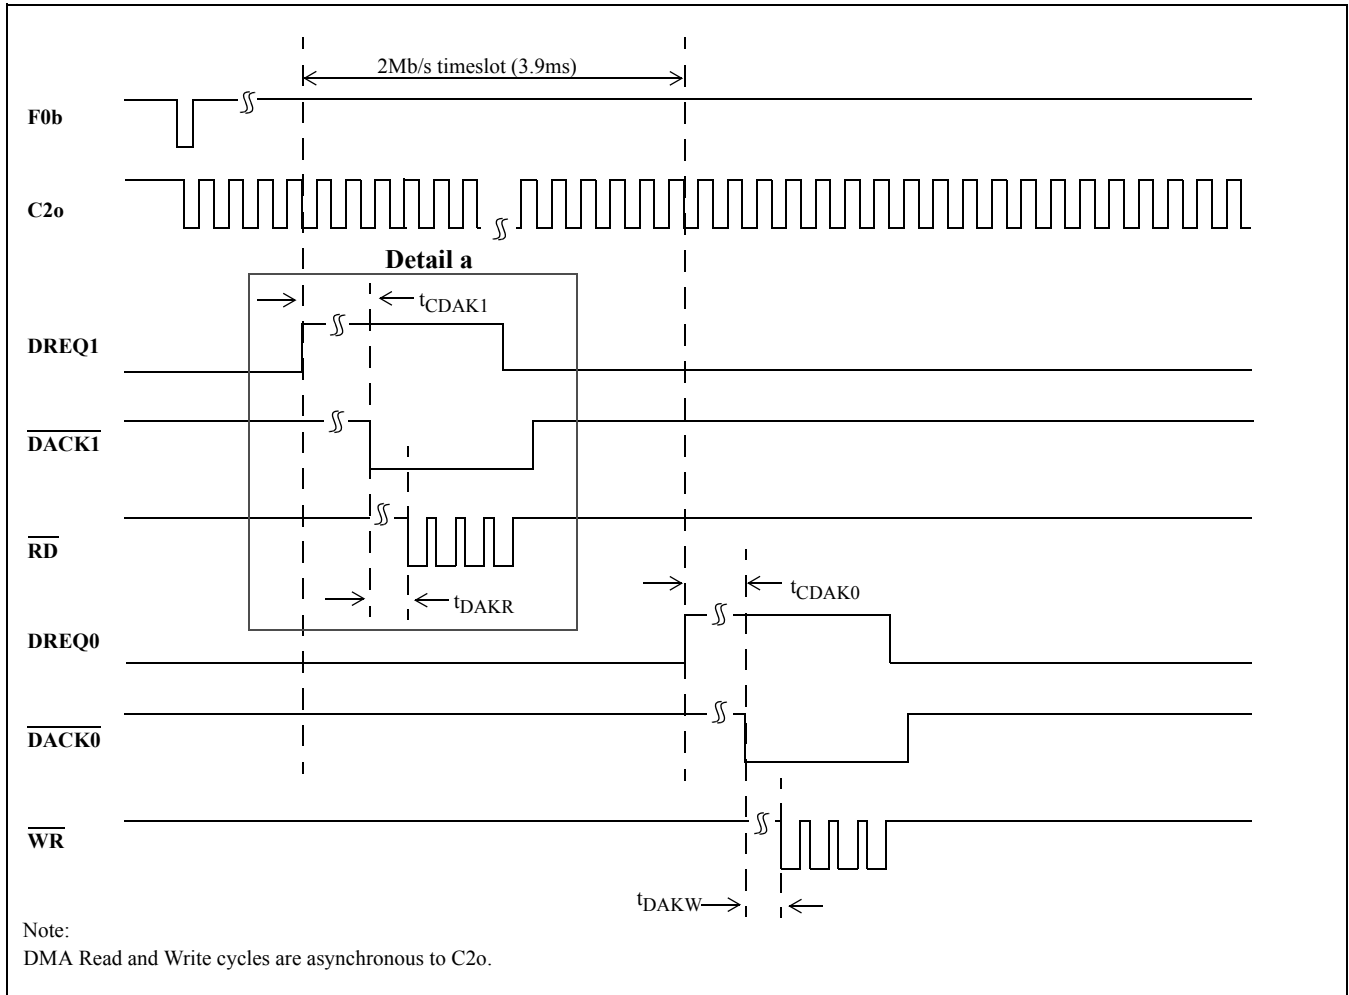 2Mb/s timeslot (3.9ms)
F0b
C2o
Detail a
tCDAK1
DREQ1
DACK1
RD
tDAKR
tCDAK0
DREQ0
DACK0
WR
tDAKW
Note:
DMA Read and Write cycles are asynchronous to C2o.